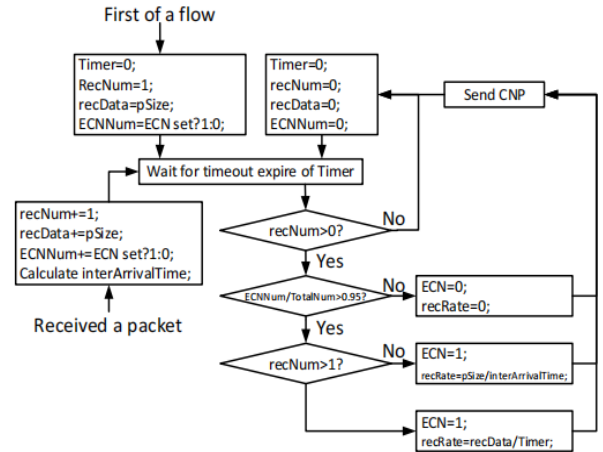 First of a flow
Timer=0;
RecNum=1;
recData=pSize;
ECNNum=ECN set?1:0;
Timer=0;
recNum=0;
recData=0;
ECNNum=0;
Send CNP
Wait for timeout expire of Timer
recNum+=1;
recData+=pSize;
ECNNum+=ECN set?1:0;
Calculate interArrivalTime;
Received a packet
recNum>0?
No
Yes
ECNNum/TotalNum>0.95?
No
ECN=0;
recRate=0;
Yes
recNum>1?
No
ECN=1;
recRate=pSize/interArrivalTime;
ECN=1;
recRate=recData/Timer;